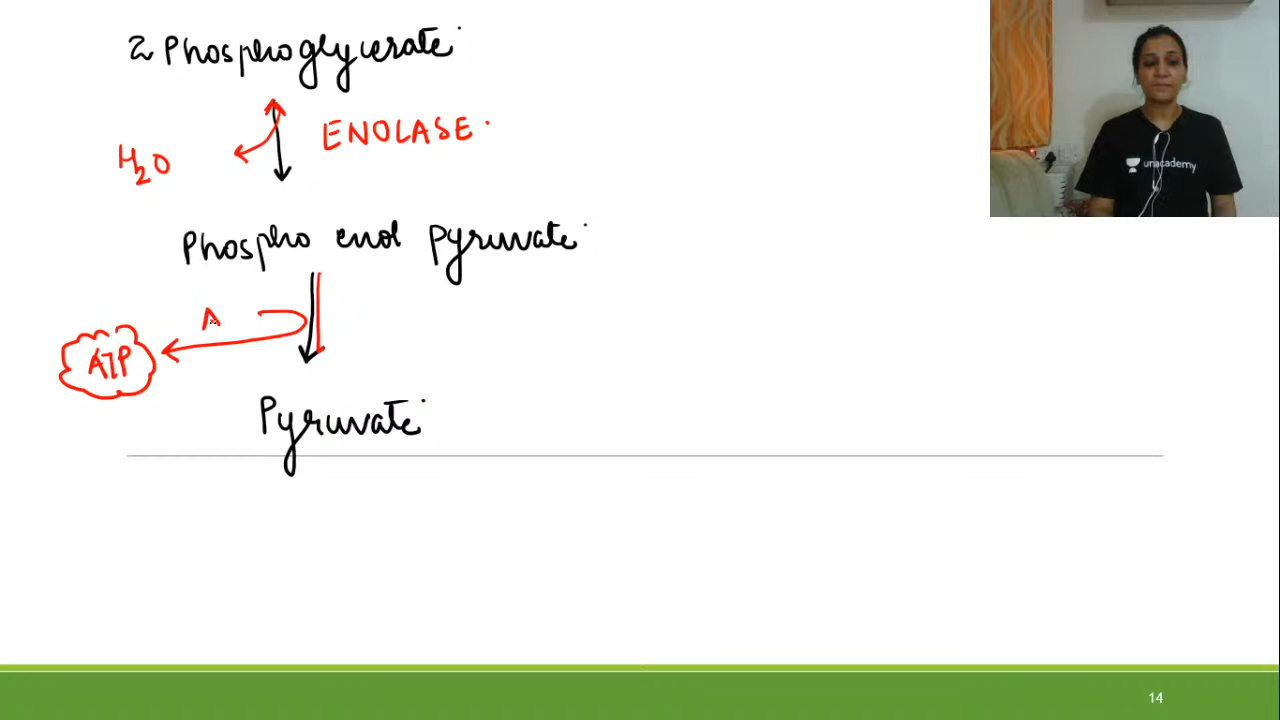 2 Phosphoglycerate
ENOLASE
H2O
Phospho enol Pyruvate
A
ATP
Pyruvate
unacademy
14